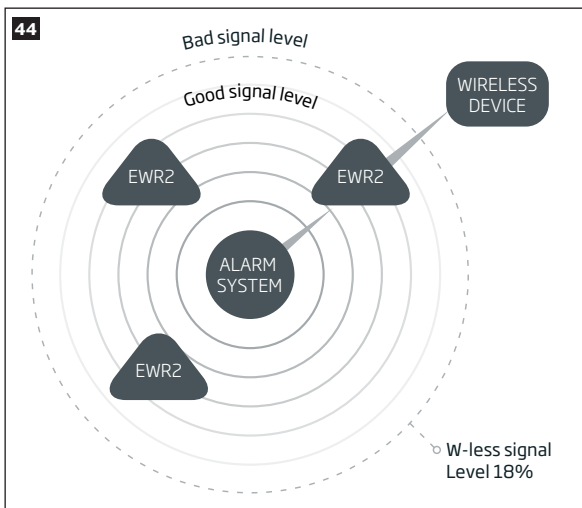 44
Bad signal level
Good signal level
WIRELESS
DEVICE
EWR2
EWR2
ALARM
SYSTEM
EWR2
W-less signal
Level 18%